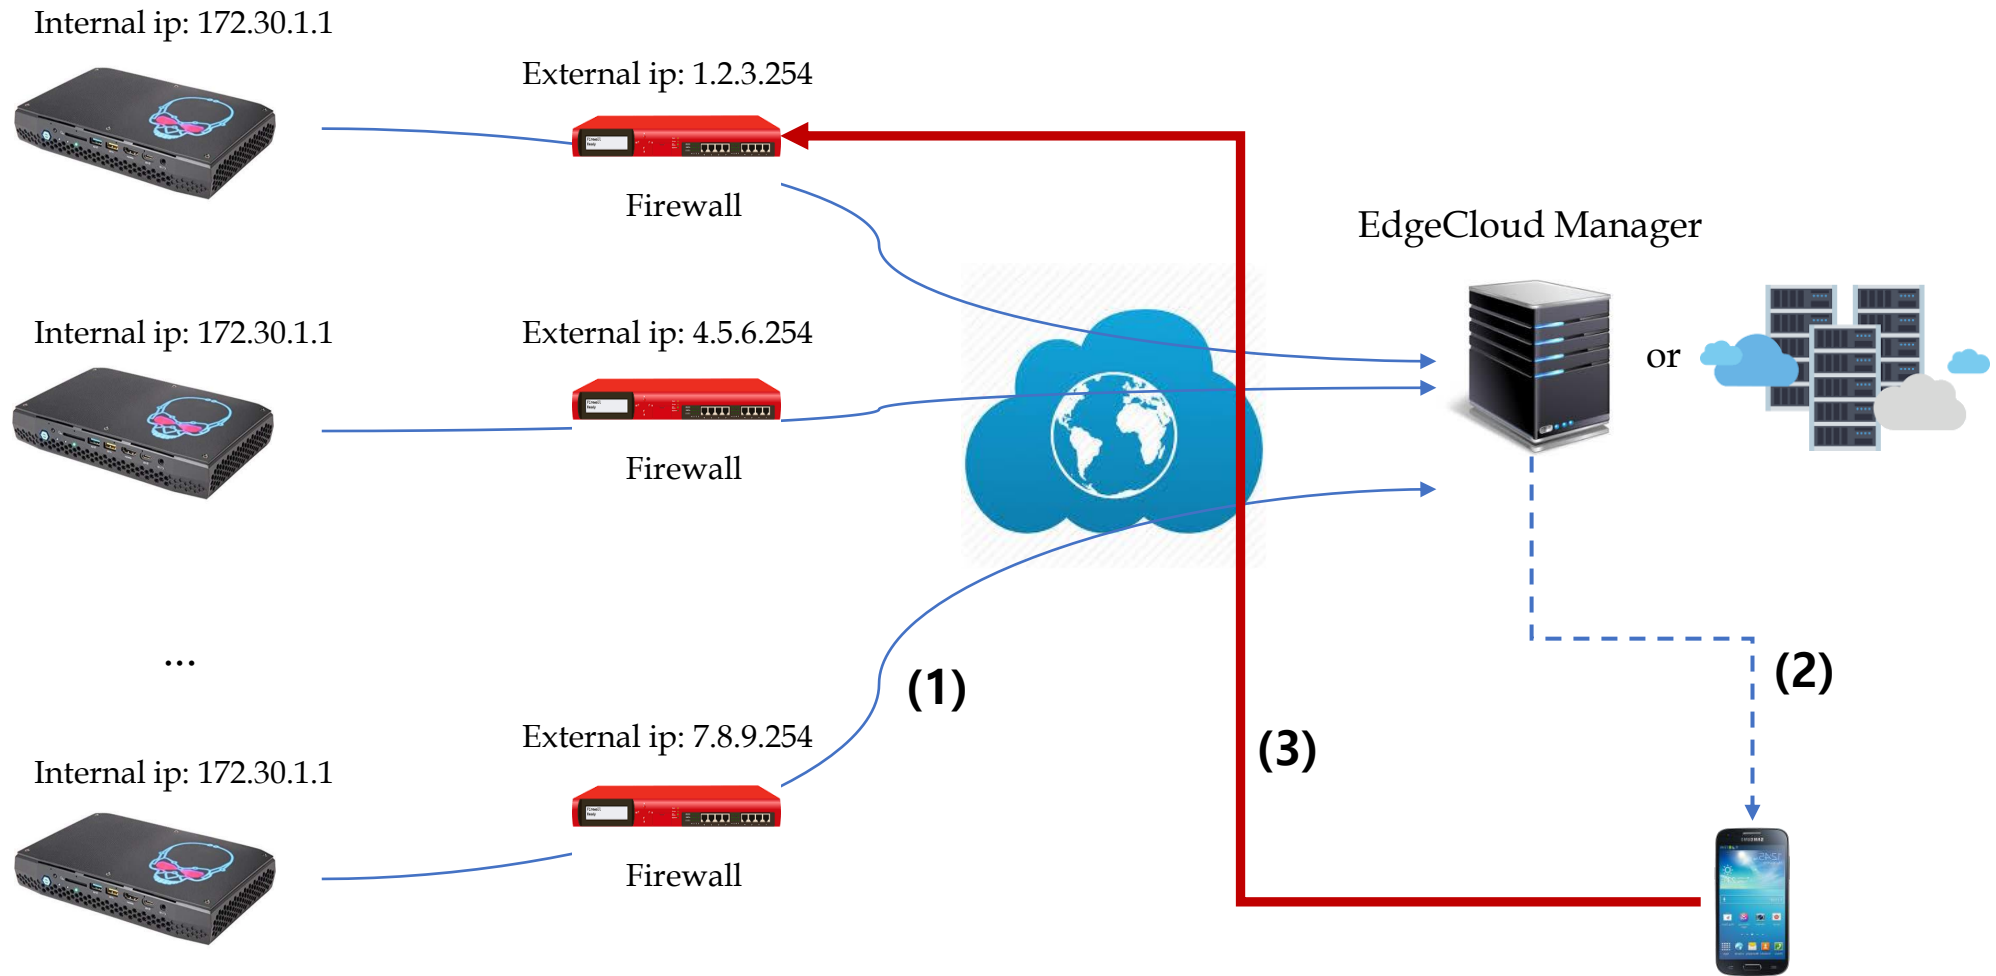 Internal ip: 172.30.1.1
External ip: 1.2.3.254
Firewall
EdgeCloud Manager
Internal ip: 172.30.1.1
External ip: 4.5.6.254
or
Firewall
...
(1)
(2)
(3)
External ip: 7.8.9.254
Internal ip: 172.30.1.1
Firewall